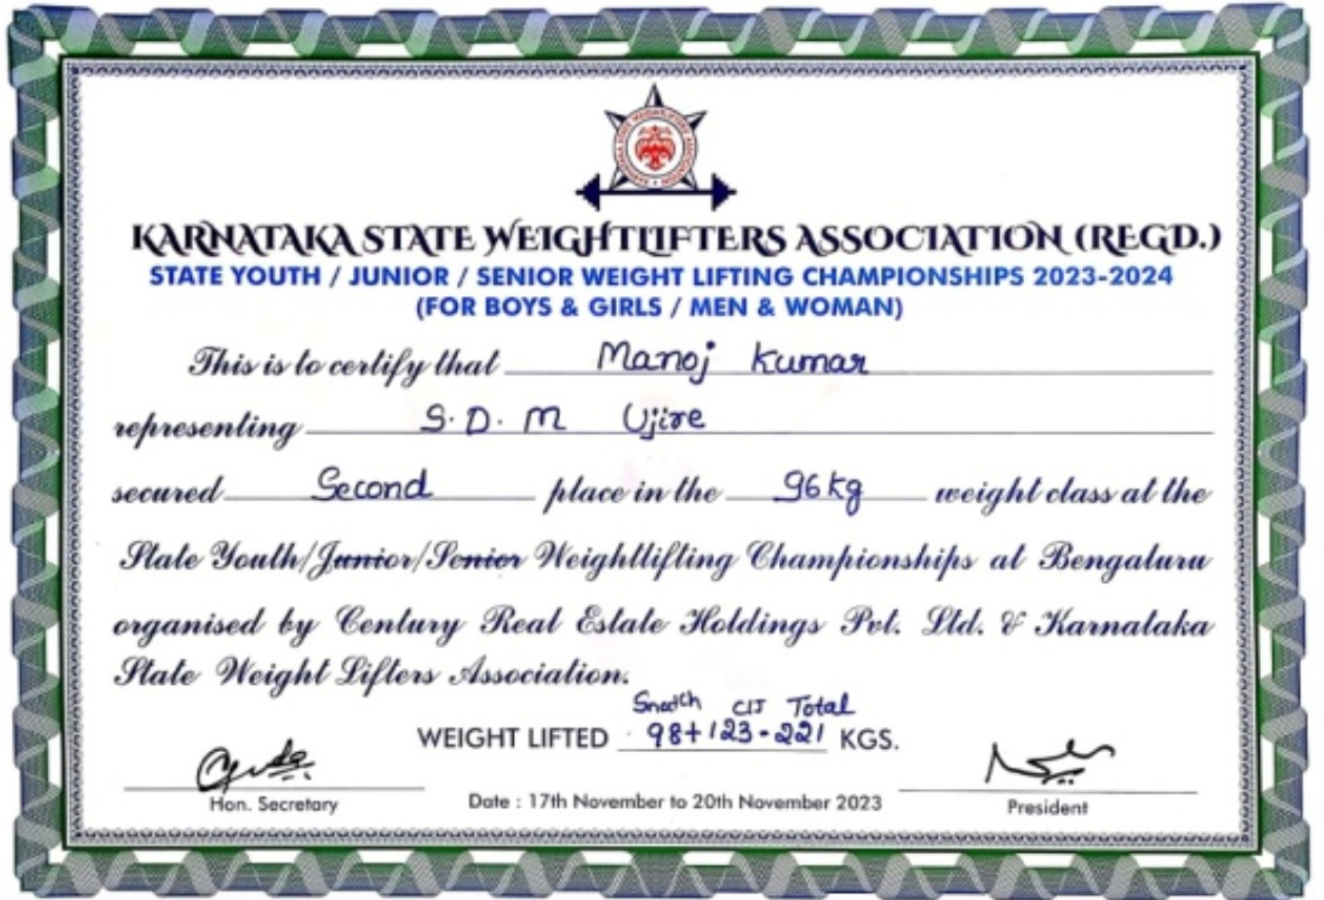 KARNATAKA STATE WEIGHTLIFTERS ASSOCIATION
KARNATAKA STATE WEIGHTLIFTERS ASSOCIATION (REGD.)
STATE YOUTH / JUNIOR / SENIOR WEIGHT LIFTING CHAMPIONSHIPS 2023-2024
(FOR BOYS & GIRLS / MEN & WOMAN)
This is to certify that Manoj Kumar
representing S.D.M Ujire
secured Second place in the 96kg weight class at the
State Youth/Junior/Senior Weightlifting Championships at Bengaluru
organised by Century Real Estate Holdings Pvt. Ltd. & Karnataka
State Weight Lifters Association.
Snatch C&J Total
WEIGHT LIFTED 98+123-221 KGS.
Hon. Secretary
Date : 17th November to 20th November 2023
President